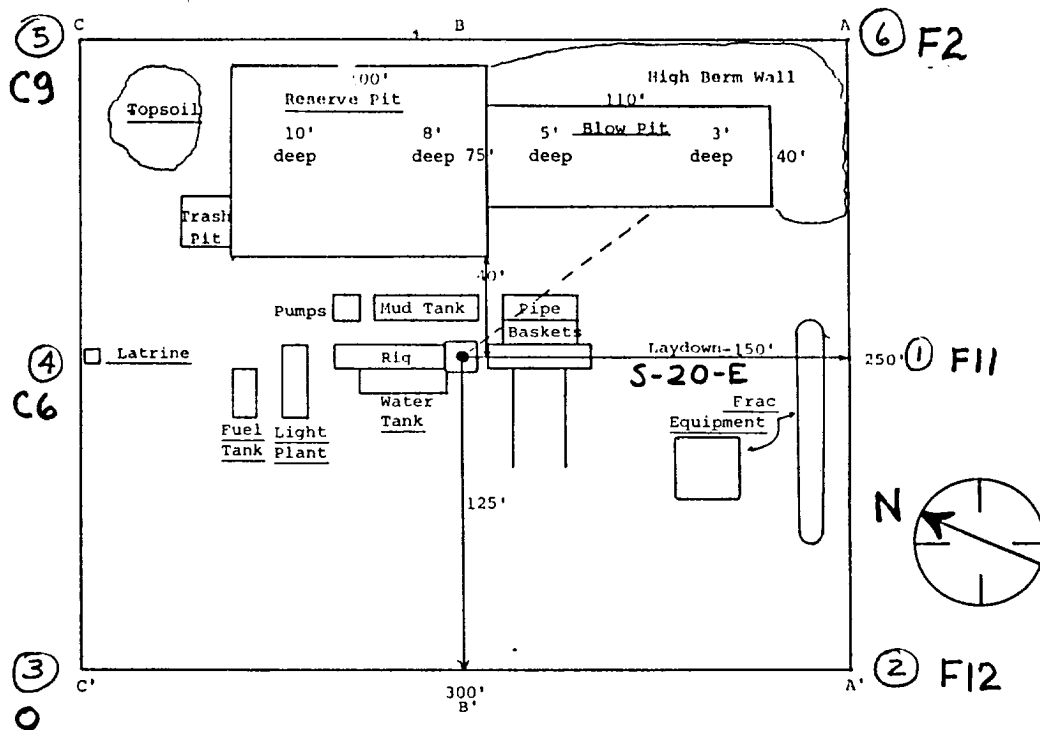 C
B
A
5
C9
6 F2
High Berm Wall
Topsoil
Reserve Pit
10' deep
8' deep
75'
110'
Blow Pit
5' deep
3' deep
40'
Trash Pit
40'
Pumps
Mud Tank
Pipe Baskets
Latrine
4
C6
Rig
Laydown-150'
S-20-E
250'
1 F11
Water Tank
Fuel Tank
Light Plant
Frac Equipment
125'
N
3
O
C'
300'
B'
A'
2 F12